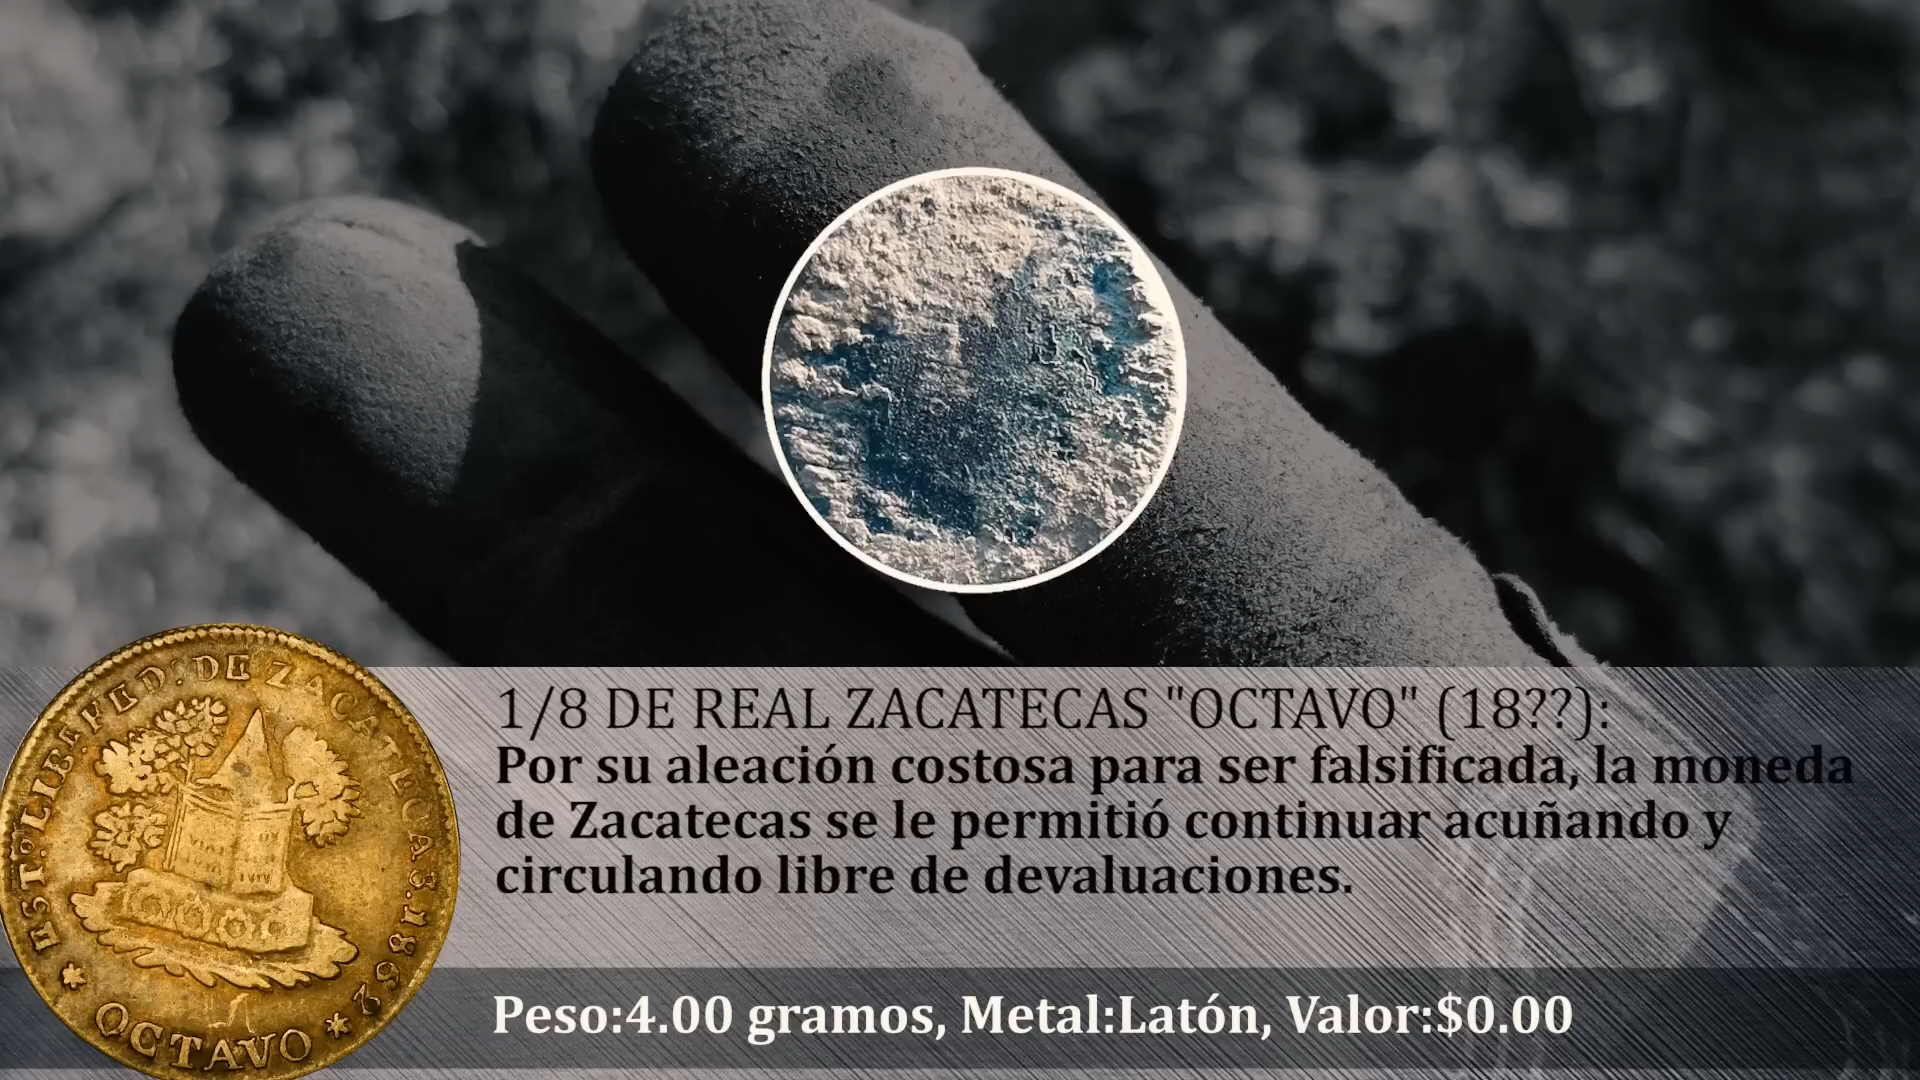 EST.º LIBᴱ FED. DE ZACATECAS. 1862
* OCTAVO *
1/8 DE REAL ZACATECAS "OCTAVO" (18??):
Por su aleación costosa para ser falsificada, la moneda
de Zacatecas se le permitió continuar acuñando y
circulando libre de devaluaciones.
Peso:4.00 gramos, Metal:Latón, Valor:$0.00